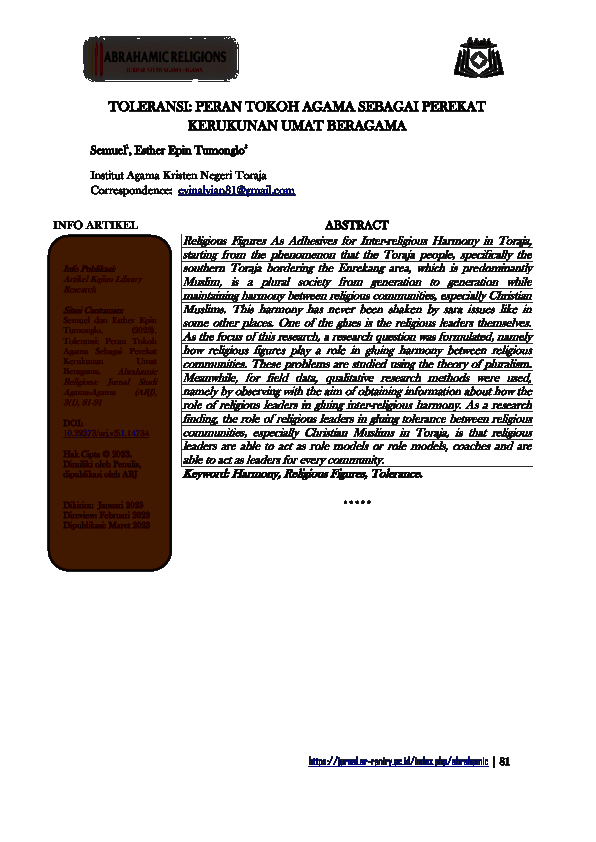 ABRAHAMIC RELIGIONS
JURNAL STUDI AGAMA-AGAMA
TOLERANSI: PERAN TOKOH AGAMA SEBAGAI PEREKAT
KERUKUNAN UMAT BERAGAMA
Semuel¹, Esther Epin Tumonglo²
Institut Agama Kristen Negeri Toraja
Correspondence: evinalvian81@gmail.com
INFO ARTIKEL
Info Publikasi:
Artikel Kajian Library
Research
Sitasi Cantuman:
Semuel dan Esther Epin
Tumonglo,
Toleransi: Peran Tokoh
Agama Sebagai Perekat
Kerukunan Umat
Beragama, Abrahamic
Religions: Jurnal Studi
Agama-Agama (ARJ),
3(1), 81-91
DOI:
Hak Cipta © 2023.
Dimiliki oleh Penulis,
dipublikasi oleh ARJ
Dikirim: Januari 2023
Direview: Februari 2023
Dipublikasi: Maret 2023
ABSTRACT
Religious Figures As Adhesives for Inter-religious Harmony in Toraja,
starting from the phenomenon that the Toraja people, specifically the
southern Toraja bordering the Enrekang area, which is predominantly
Muslim, is a plural society from generation to generation while
maintaining harmony between religious communities, especially Christian
Muslims. This harmony has never been shaken by sara issues like in
some other places. One of the glues is the religious leaders themselves.
As the focus of this research, a research question was formulated, namely
how religious figures play a role in gluing harmony between religious
communities. These problems are studied using the theory of pluralism.
Meanwhile, for field data, qualitative research methods were used,
namely by observing with the aim of obtaining information about how the
role of religious leaders in gluing inter-religious harmony. As a research
finding, the role of religious leaders in gluing tolerance between religious
communities, especially Christian Muslims in Toraja, is that religious
leaders are able to act as role models or role models, coaches and are
able to act as leaders for every community.
Keyword: Harmony, Religious Figures, Tolerance.
*****
https://jurnal.ar-raniry.ac.id/index.php/abrahamic | 81